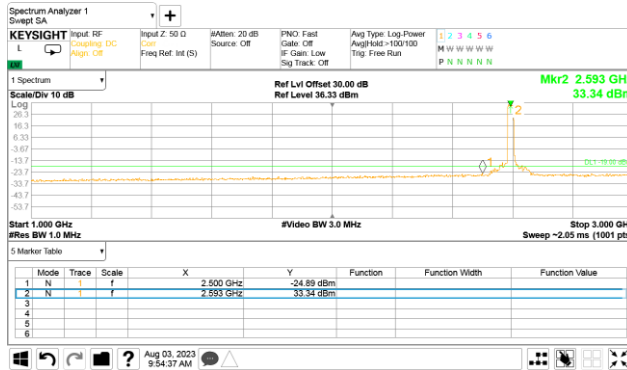 Spectrum Analyzer 1
Swept SA
KEYSIGHT Input: RF Input Z: 50 Ω #Atten: 20 dB PNO: Fast Avg Type: Log-Power 1 2 3 4 5 6
L Coupling: DC Corr Source: Off Gate: Off Avg|Hold:>100/100 M W W W W W
Align: Off Freq Ref: Int (S) IF Gain: Low Trig: Free Run
Sig Track: Off P N N N N N
1 Spectrum Ref Lvl Offset 30.00 dB Mkr2 2.593 GH
Scale/Div 10 dB Ref Level 36.33 dBm 33.34 dBm
Log
26.3
16.3
6.33
-3.67
-13.7
-23.7
-33.7
-43.7
-53.7
1
2
Start 1.000 GHz #Video BW 3.0 MHz Stop 3.000 GH
#Res BW 1.0 MHz Sweep ~2.05 ms (1001 pts
5 Marker Table
Mode Trace Scale X Y Function Function Width Function Value
1 N 1 f 2.500 GHz -24.89 dBm
2 N 1 f 2.593 GHz 33.34 dBm
3
4
5
6
? Aug 03, 2023
9:54:37 AM